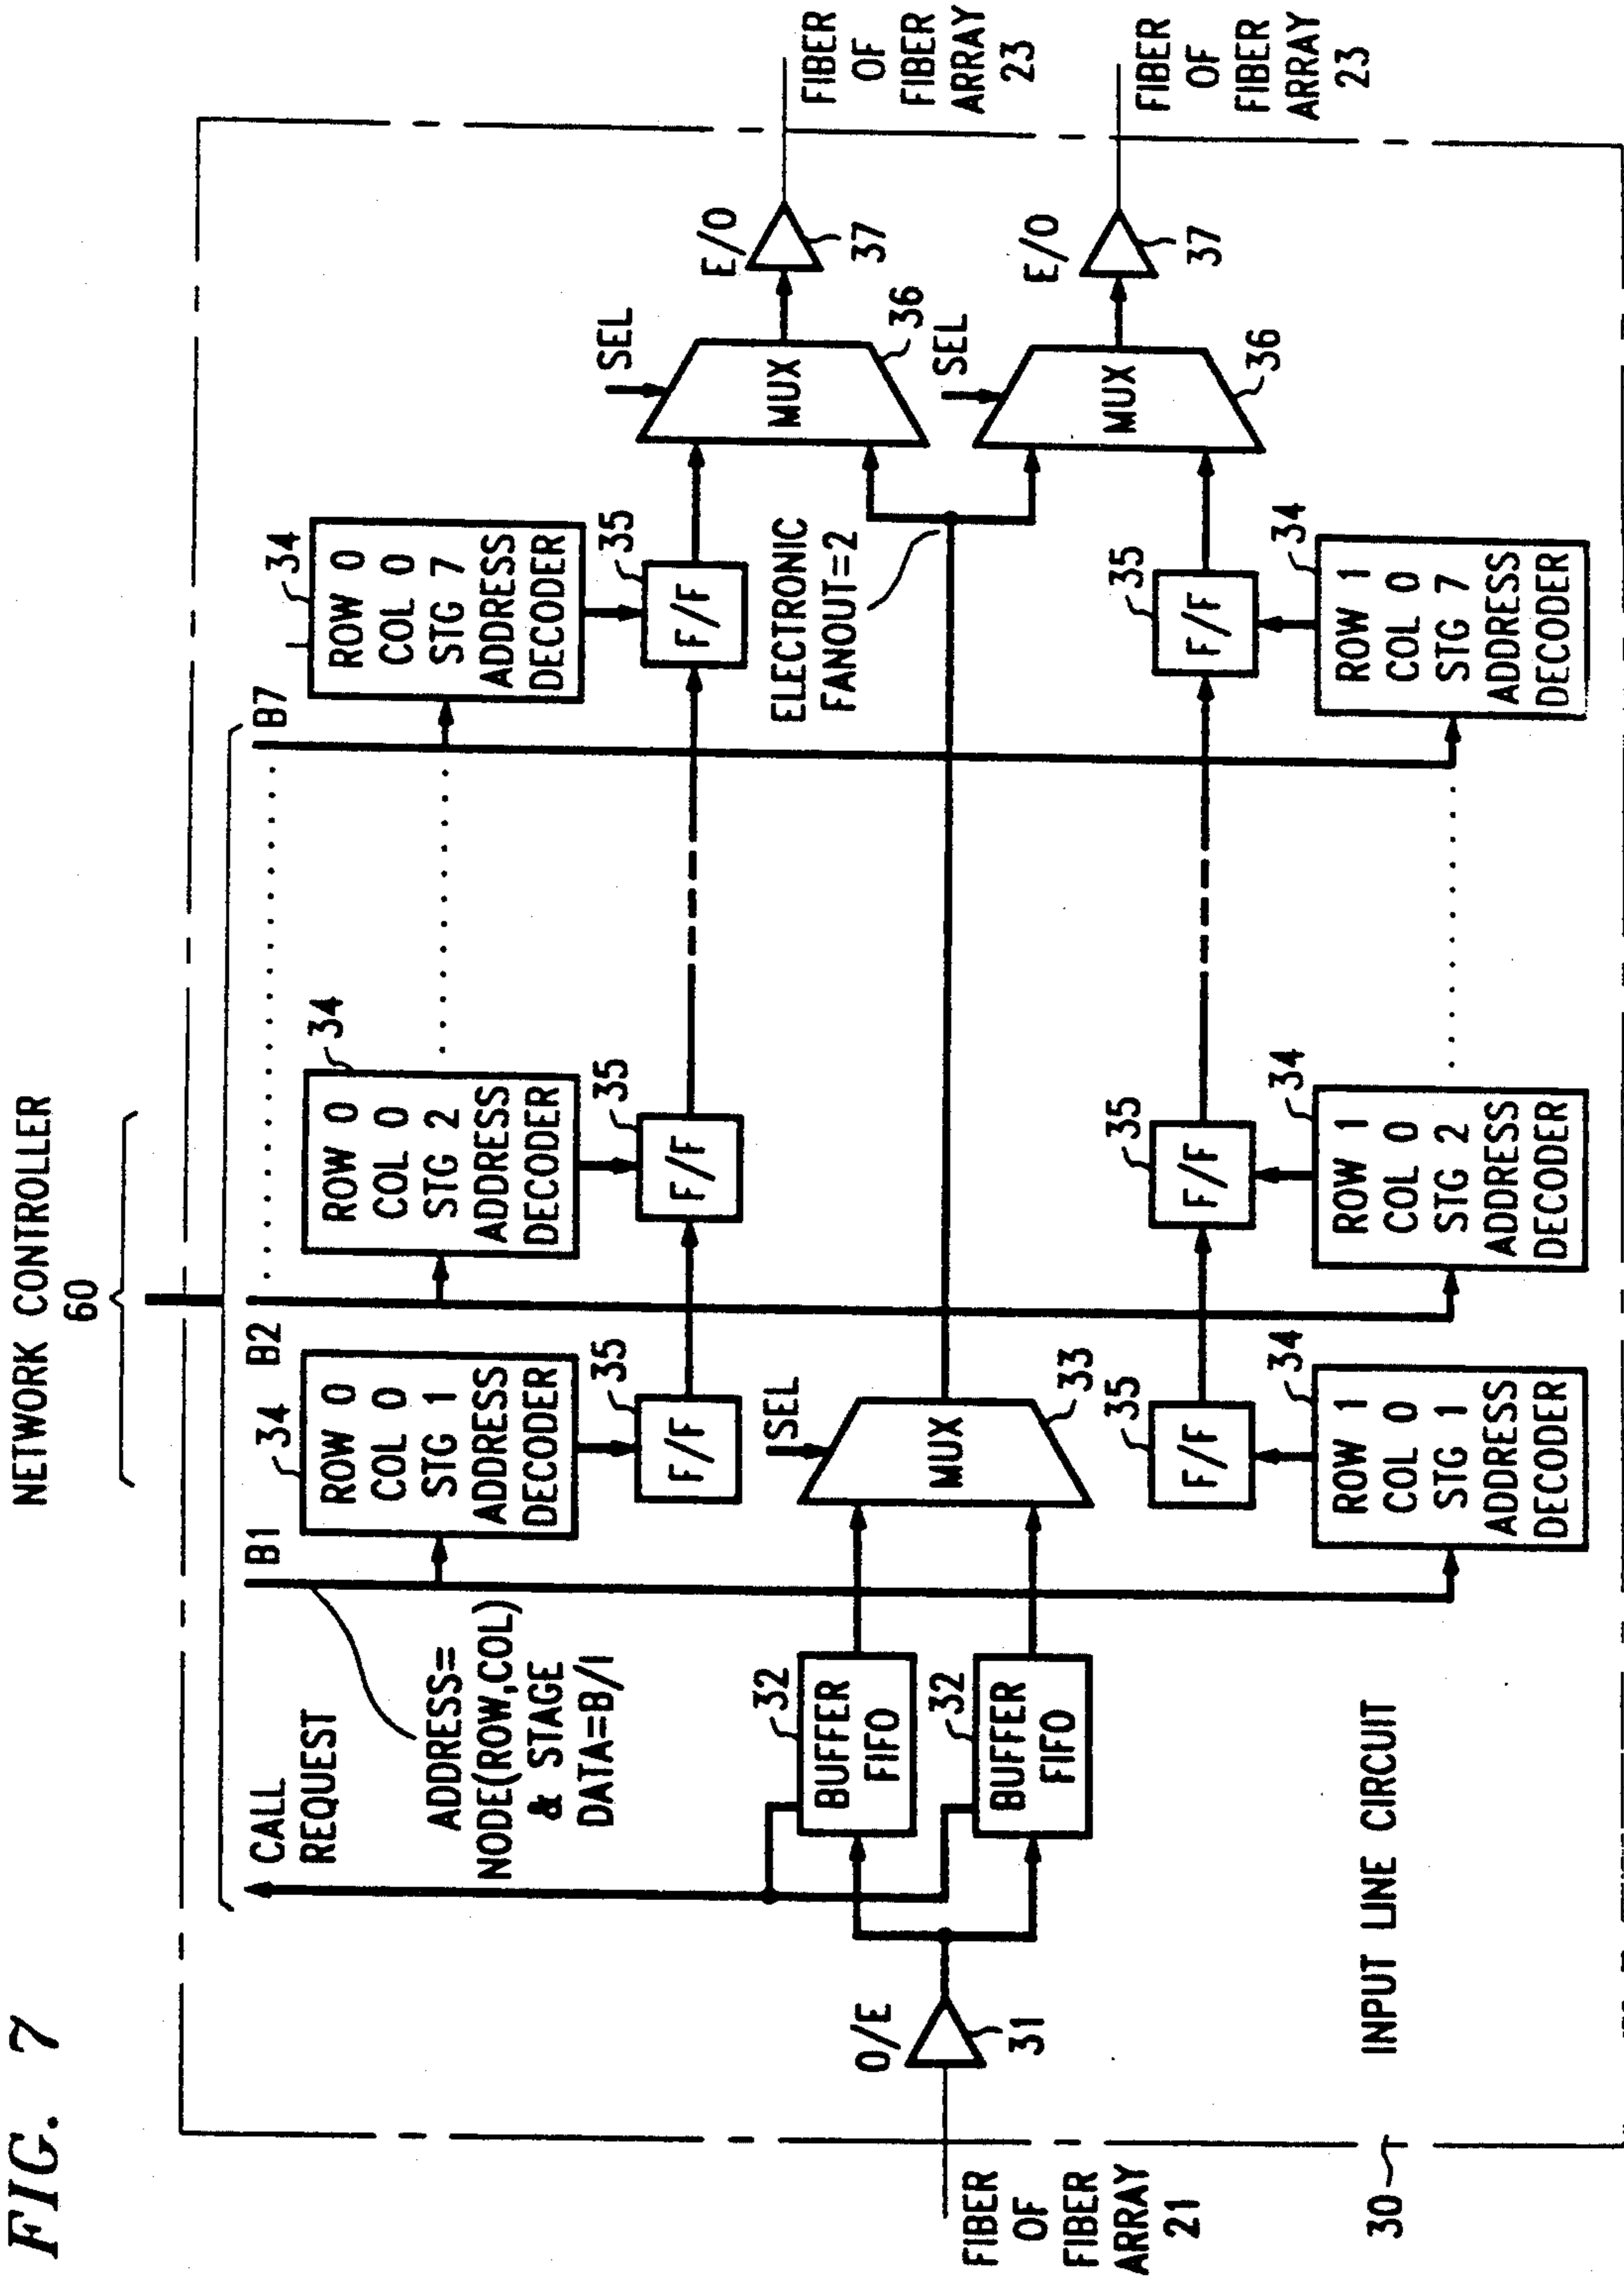 FIG. 7
NETWORK CONTROLLER
60
CALL
REQUEST
B1
B2
B7
ADDRESS=
NODE(ROW,COL)
& STAGE
DATA=B/I
34
ROW 0
COL 0
STG 1
ADDRESS
DECODER
34
ROW 0
COL 0
STG 2
ADDRESS
DECODER
34
ROW 0
COL 0
STG 7
ADDRESS
DECODER
35
F/F
35
F/F
35
F/F
FIBER
OF
FIBER
ARRAY
21
O/E
31
32
BUFFER
FIFO
32
BUFFER
FIFO
SEL
MUX
33
ELECTRONIC
FANOUT=2
SEL
MUX
36
SEL
MUX
36
E/O
37
E/O
37
FIBER
OF
FIBER
ARRAY
23
FIBER
OF
FIBER
ARRAY
23
35
F/F
35
F/F
35
F/F
34
ROW 1
COL 0
STG 1
ADDRESS
DECODER
34
ROW 1
COL 0
STG 2
ADDRESS
DECODER
34
ROW 1
COL 0
STG 7
ADDRESS
DECODER
30
INPUT LINE CIRCUIT